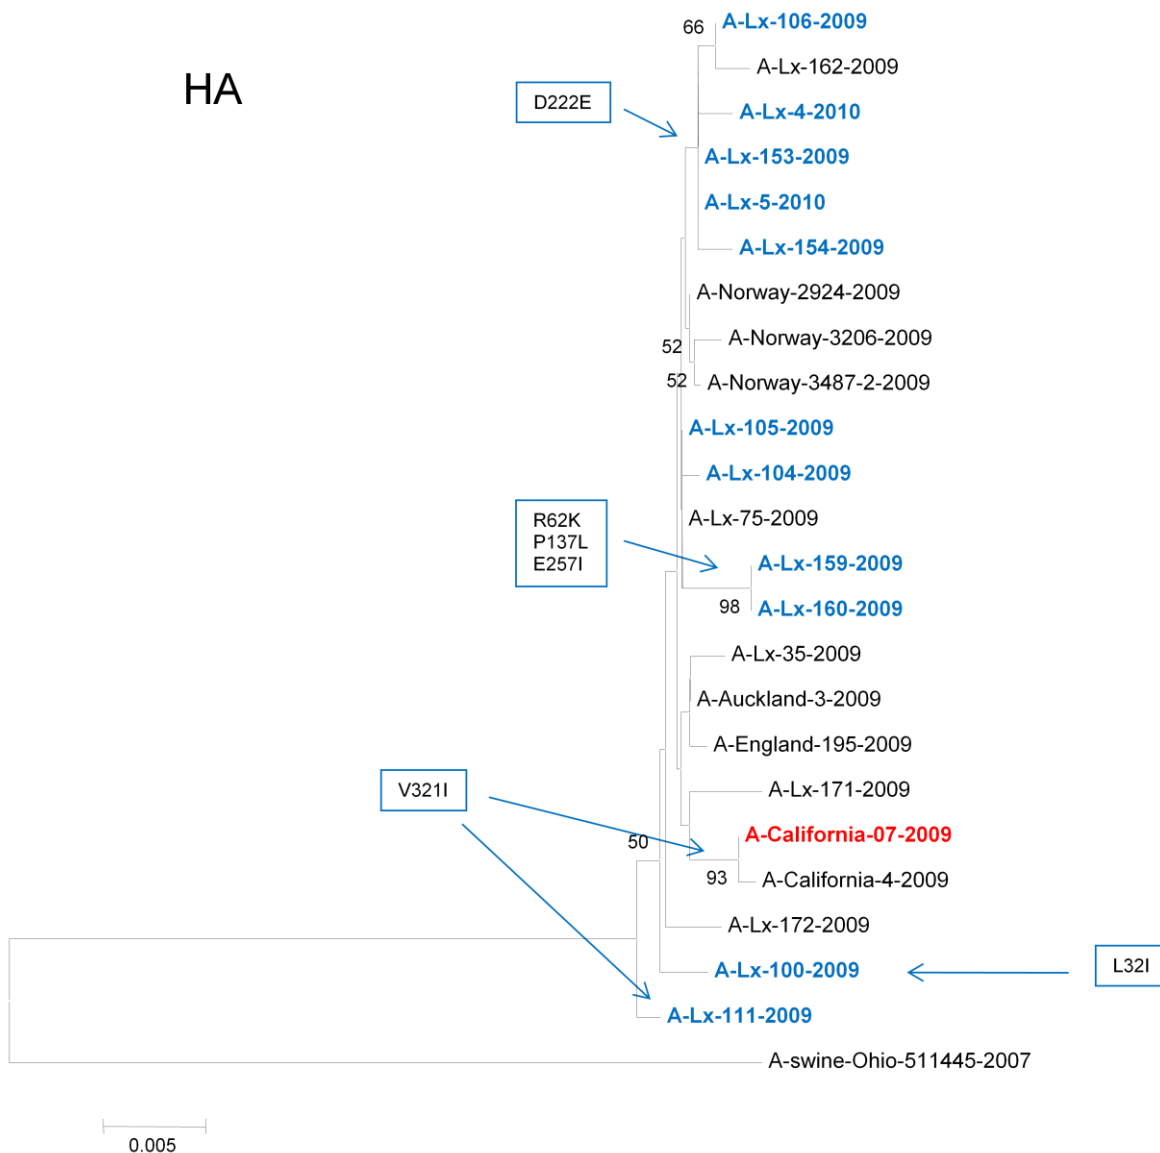 66
A-Lx-106-2009
A-Lx-162-2009
HA
D222E
A-Lx-4-2010
A-Lx-153-2009
A-Lx-5-2010
A-Lx-154-2009
A-Norway-2924-2009
A-Norway-3206-2009
52
A-Norway-3487-2-2009
52
A-Lx-105-2009
A-Lx-104-2009
R62K
P137L
E257I
A-Lx-75-2009
A-Lx-159-2009
A-Lx-160-2009
98
A-Lx-35-2009
A-Auckland-3-2009
A-England-195-2009
V321I
A-Lx-171-2009
A-California-07-2009
50
A-California-4-2009
93
A-Lx-172-2009
A-Lx-100-2009
L32I
A-Lx-111-2009
A-swine-Ohio-511445-2007
0.005